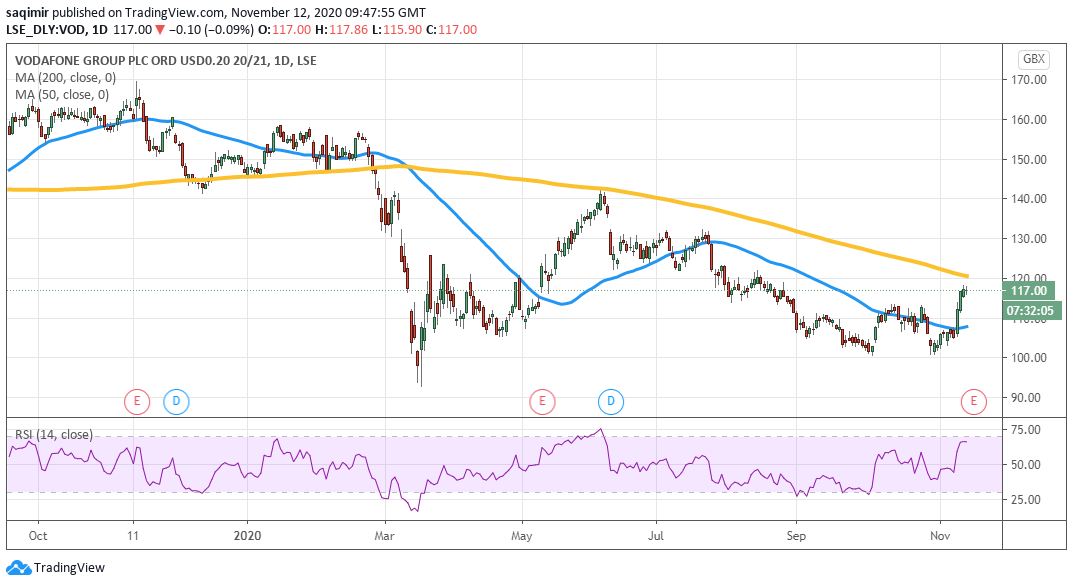 saqimir published on TradingView.com, November 12, 2020 09:47:55 GMT
LSE_DLY:VOD, 1D 117.00 ▼ −0.10 (−0.09%) O:117.00 H:117.86 L:115.90 C:117.00
VODAFONE GROUP PLC ORD USD0.20 20/21, 1D, LSE
MA (200, close, 0)
MA (50, close, 0)
GBX
170.00
160.00
150.00
140.00
130.00
120.00
117.00
07:32:05
110.00
100.00
90.00
E D E D E
RSI (14, close)
75.00
50.00
25.00
Oct 11 2020 Mar May Jul Sep Nov
TradingView